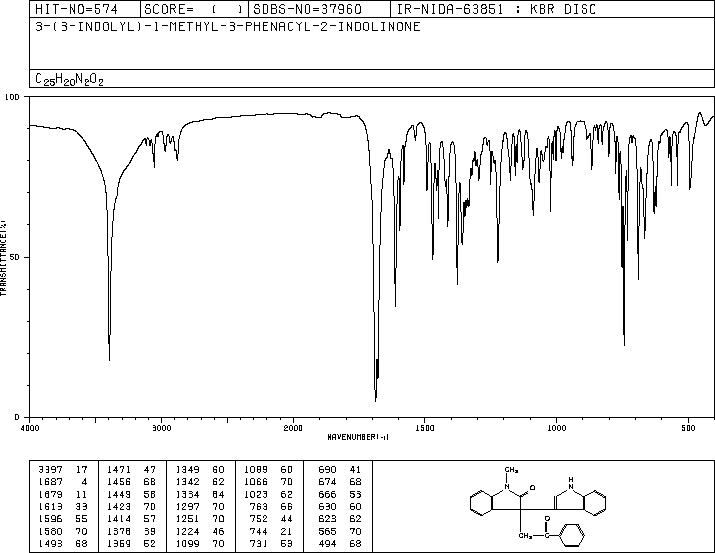 HIT-NO=574 SCORE= ( ) SDBS-NO=37960 IR-NIDA-63851 : KBR DISC
3-(3-INDOLYL)-1-METHYL-3-PHENACYL-2-INDOLINONE
C25H20N2O2
100
50
0
TRANSMITTANCE(%)
4000 3000 2000 1500 1000 500
WAVENUMBER(-1)
3397 17 1471 47 1349 60 1089 60 690 41
1687 4 1456 68 1342 62 1066 70 674 68
1679 11 1449 58 1334 64 1023 62 666 53
1613 33 1423 70 1297 70 763 66 630 60
1596 55 1414 57 1251 70 752 44 623 62
1580 70 1378 39 1224 46 744 21 565 70
1493 68 1359 52 1099 70 731 53 494 68
CH3
N
O
H
N
O
CH2
C